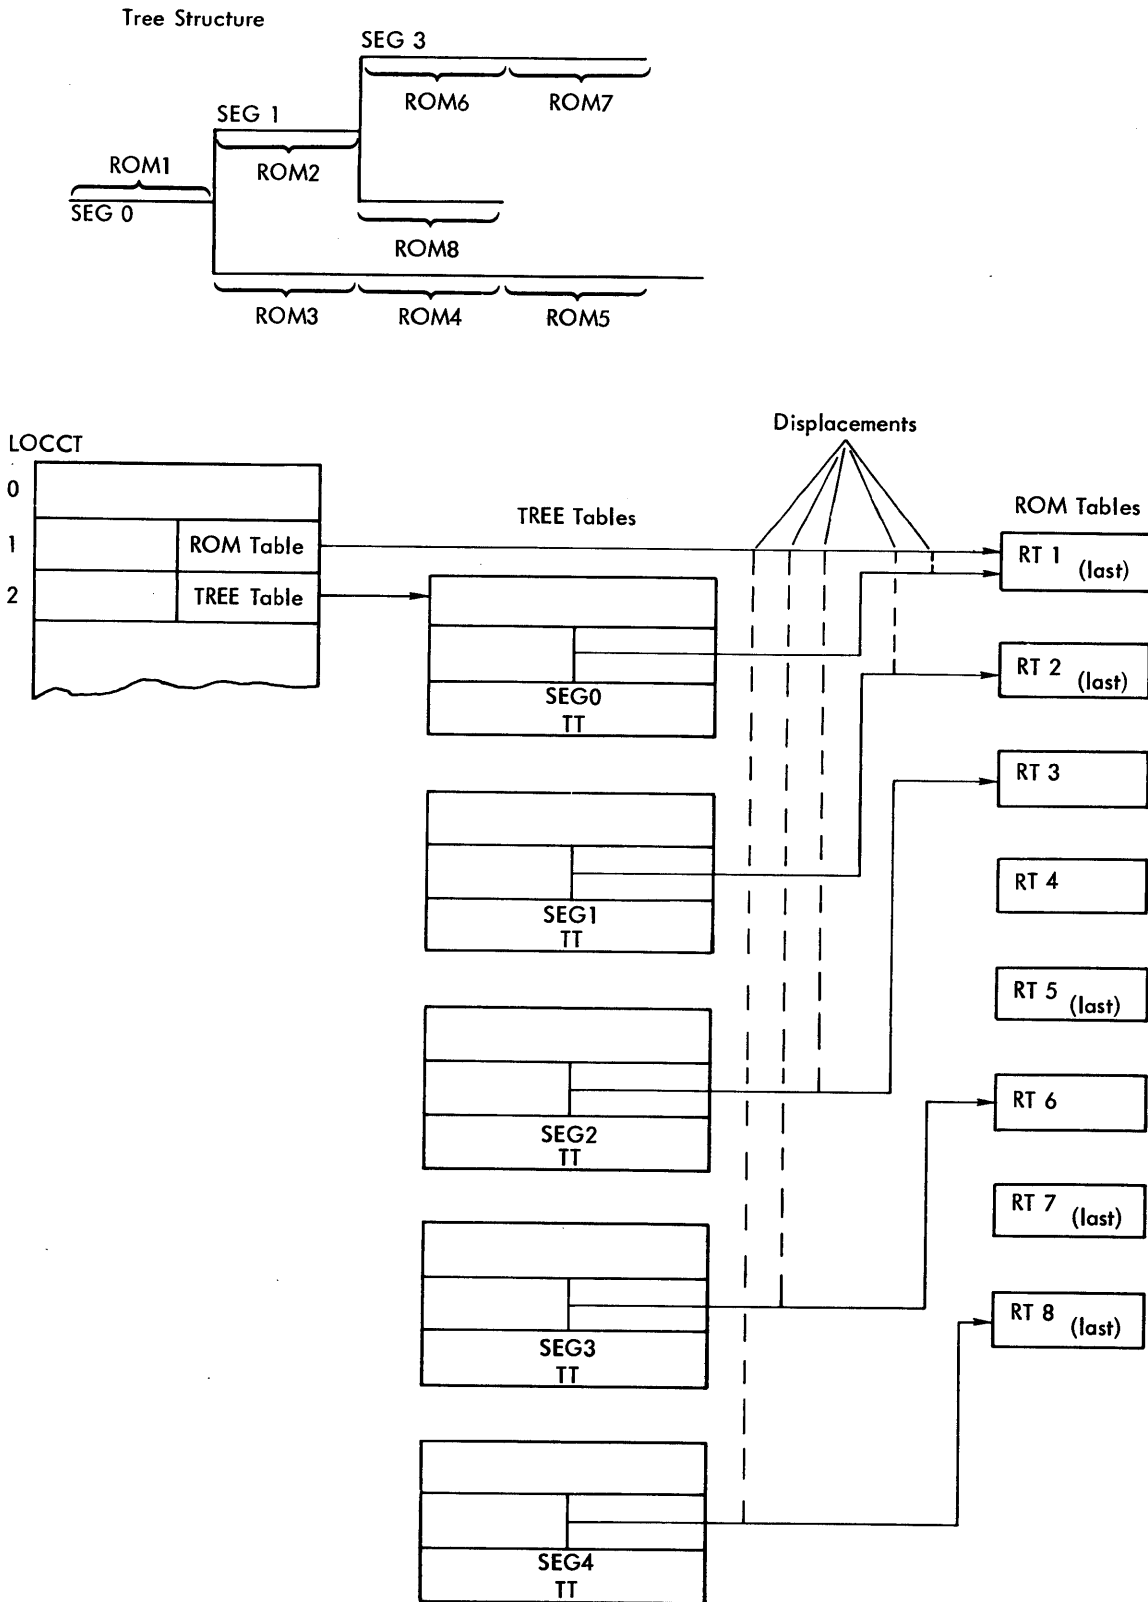 Tree Structure
SEG 3
ROM6 ROM7
SEG 1
ROM1 ROM2
SEG 0
ROM8
ROM3 ROM4 ROM5
Displacements
LOCCT
0
TREE Tables
ROM Tables
1 ROM Table
RT 1 (last)
2 TREE Table
SEG0
TT
RT 2 (last)
RT 3
SEG1
TT
RT 4
RT 5 (last)
SEG2
TT
RT 6
RT 7 (last)
SEG3
TT
RT 8 (last)
SEG4
TT